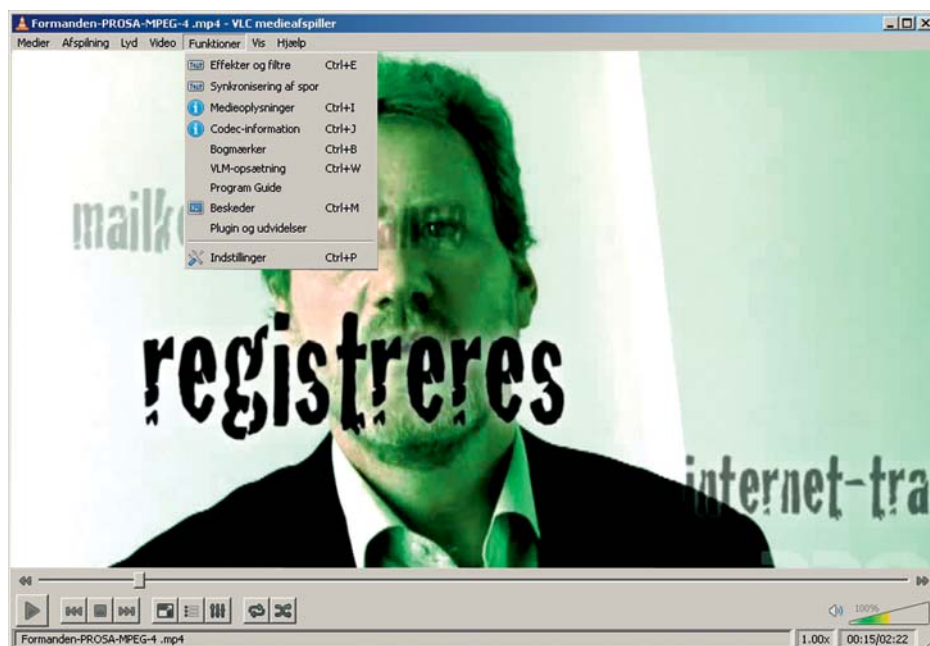 Formanden-PROSA-MPEG-4 .mp4 - VLC medieafspiller
Medier Afspilning Lyd Video Funktioner Vis Hjælp
Effekter og filtre Ctrl+E
Synkronisering af spor
Medieoplysninger Ctrl+I
Codec-information Ctrl+J
Bogmærker Ctrl+B
VLM-opsætning Ctrl+W
Program Guide
Beskeder Ctrl+M
Plugin og udvidelser
Indstillinger Ctrl+P
registreres
internet-tra
100%
Formanden-PROSA-MPEG-4 .mp4 1.00x 00:15/02:22